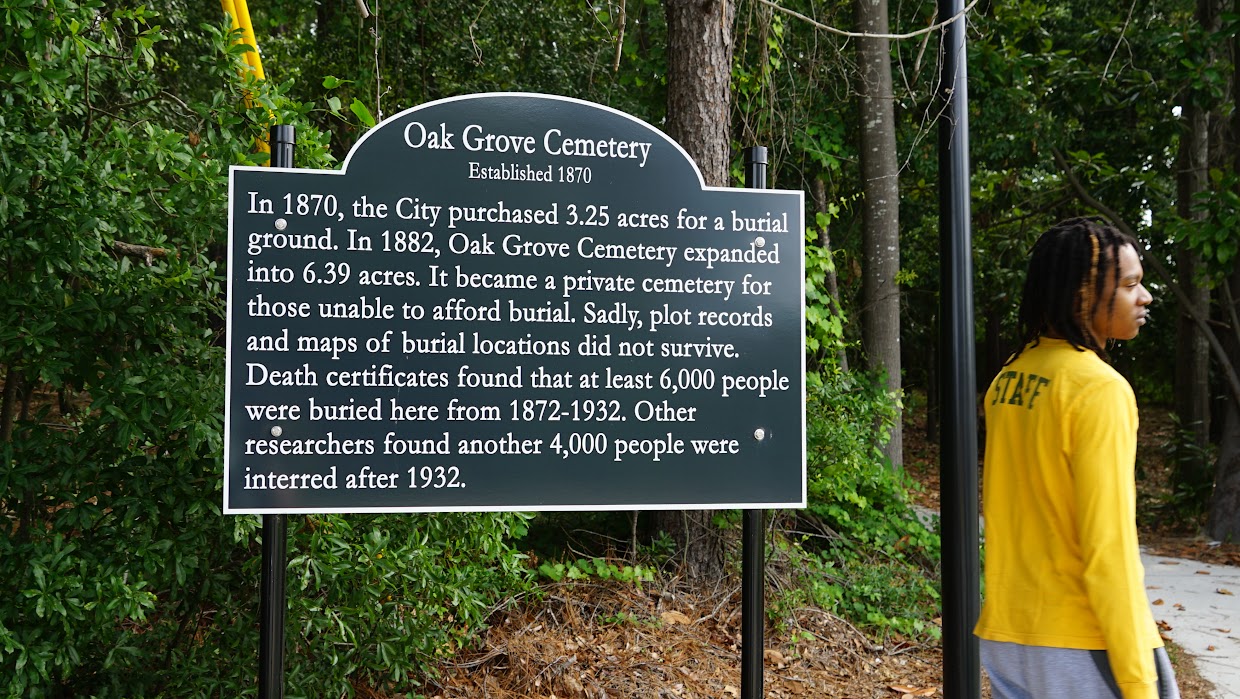 Oak Grove Cemetery
Established 1870
In 1870, the City purchased 3.25 acres for a burial
ground. In 1882, Oak Grove Cemetery expanded
into 6.39 acres. It became a private cemetery for
those unable to afford burial. Sadly, plot records
and maps of burial locations did not survive.
Death certificates found that at least 6,000 people
were buried here from 1872-1932. Other
researchers found another 4,000 people were
interred after 1932.
STAFF